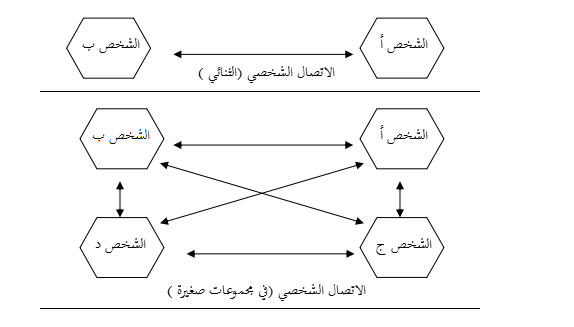 الشخص أ
الشخص ب
الاتصال الشخصي (الثنائي )
الشخص أ
الشخص ب
الشخص ج
الشخص د
الاتصال الشخصي (في مجموعات صغيرة )